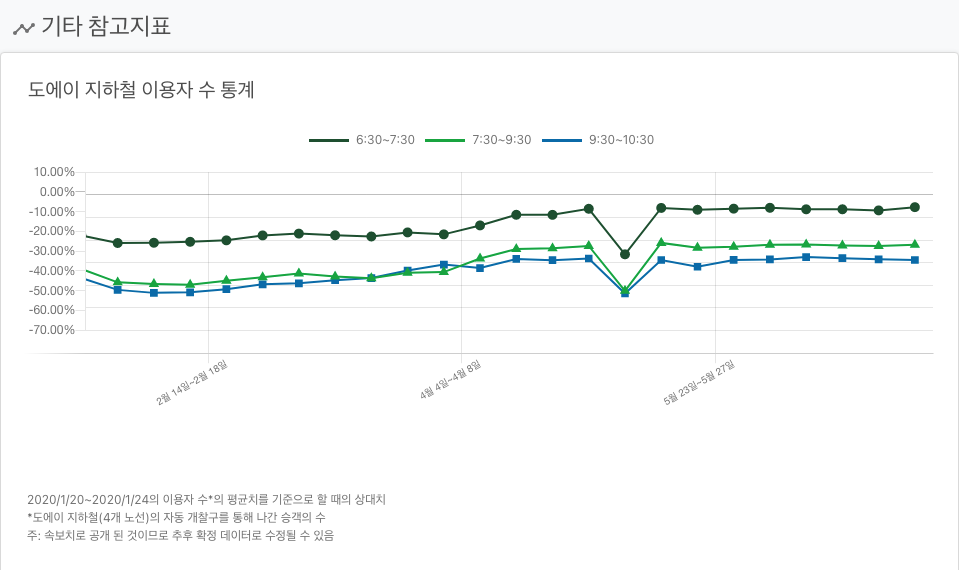 기타 참고지표
도에이 지하철 이용자 수 통계
6:30~7:30 7:30~9:30 9:30~10:30
10.00%
0.00%
-10.00%
-20.00%
-30.00%
-40.00%
-50.00%
-60.00%
-70.00%
2월 14일~2월 18일
4월 4일~4월 8일
5월 23일~5월 27일
2020/1/20~2020/1/24의 이용자 수*의 평균치를 기준으로 할 때의 상대치
*도에이 지하철(4개 노선)의 자동 개찰구를 통해 나간 승객의 수
주: 속보치로 공개 된 것이므로 추후 확정 데이터로 수정될 수 있음